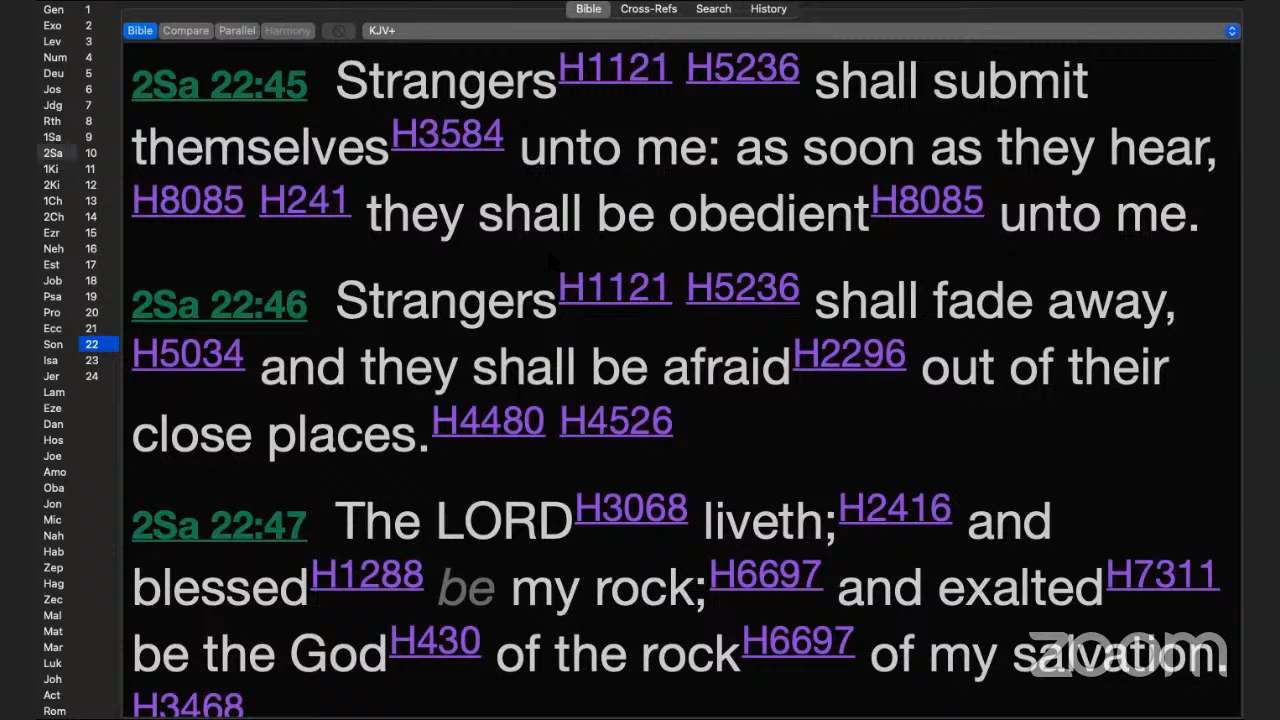 Bible Cross-Refs Search History
Bible Compare Parallel Harmony KJV+
Gen 1
Exo 2
Lev 3
Num 4
Deu 5
Jos 6
Jdg 7
Rth 8
1Sa 9
2Sa 10
1Ki 11
2Ki 12
1Ch 13
2Ch 14
Ezr 15
Neh 16
Est 17
Job 18
Psa 19
Pro 20
Ecc 21
Son 22
Isa 23
Jer 24
Lam
Eze
Dan
Hos
Joe
Amo
Oba
Jon
Mic
Nah
Hab
Zep
Hag
Zec
Mal
Mat
Mar
Luk
Joh
Act
Rom
2Sa 22:45 Strangers H1121 H5236 shall submit
themselves H3584 unto me: as soon as they hear,
H8085 H241 they shall be obedient H8085 unto me.
2Sa 22:46 Strangers H1121 H5236 shall fade away,
H5034 and they shall be afraid H2296 out of their
close places. H4480 H4526
2Sa 22:47 The LORD H3068 liveth; H2416 and
blessed H1288 be my rock; H6697 and exalted H7311
be the God H430 of the rock H6697 of my salvation.
H3468
zoom